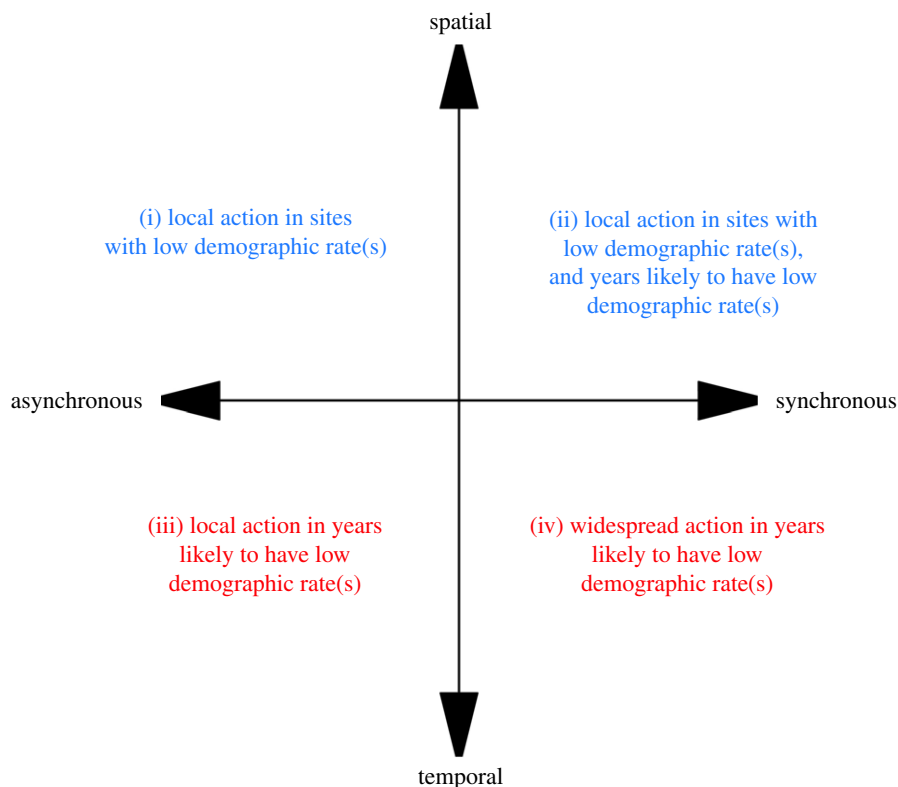 spatial
(i) local action in sites
with low demographic rate(s)
(ii) local action in sites with
low demographic rate(s),
and years likely to have low
demographic rate(s)
asynchronous
synchronous
(iii) local action in years
likely to have low
demographic rate(s)
(iv) widespread action in years
likely to have low
demographic rate(s)
temporal